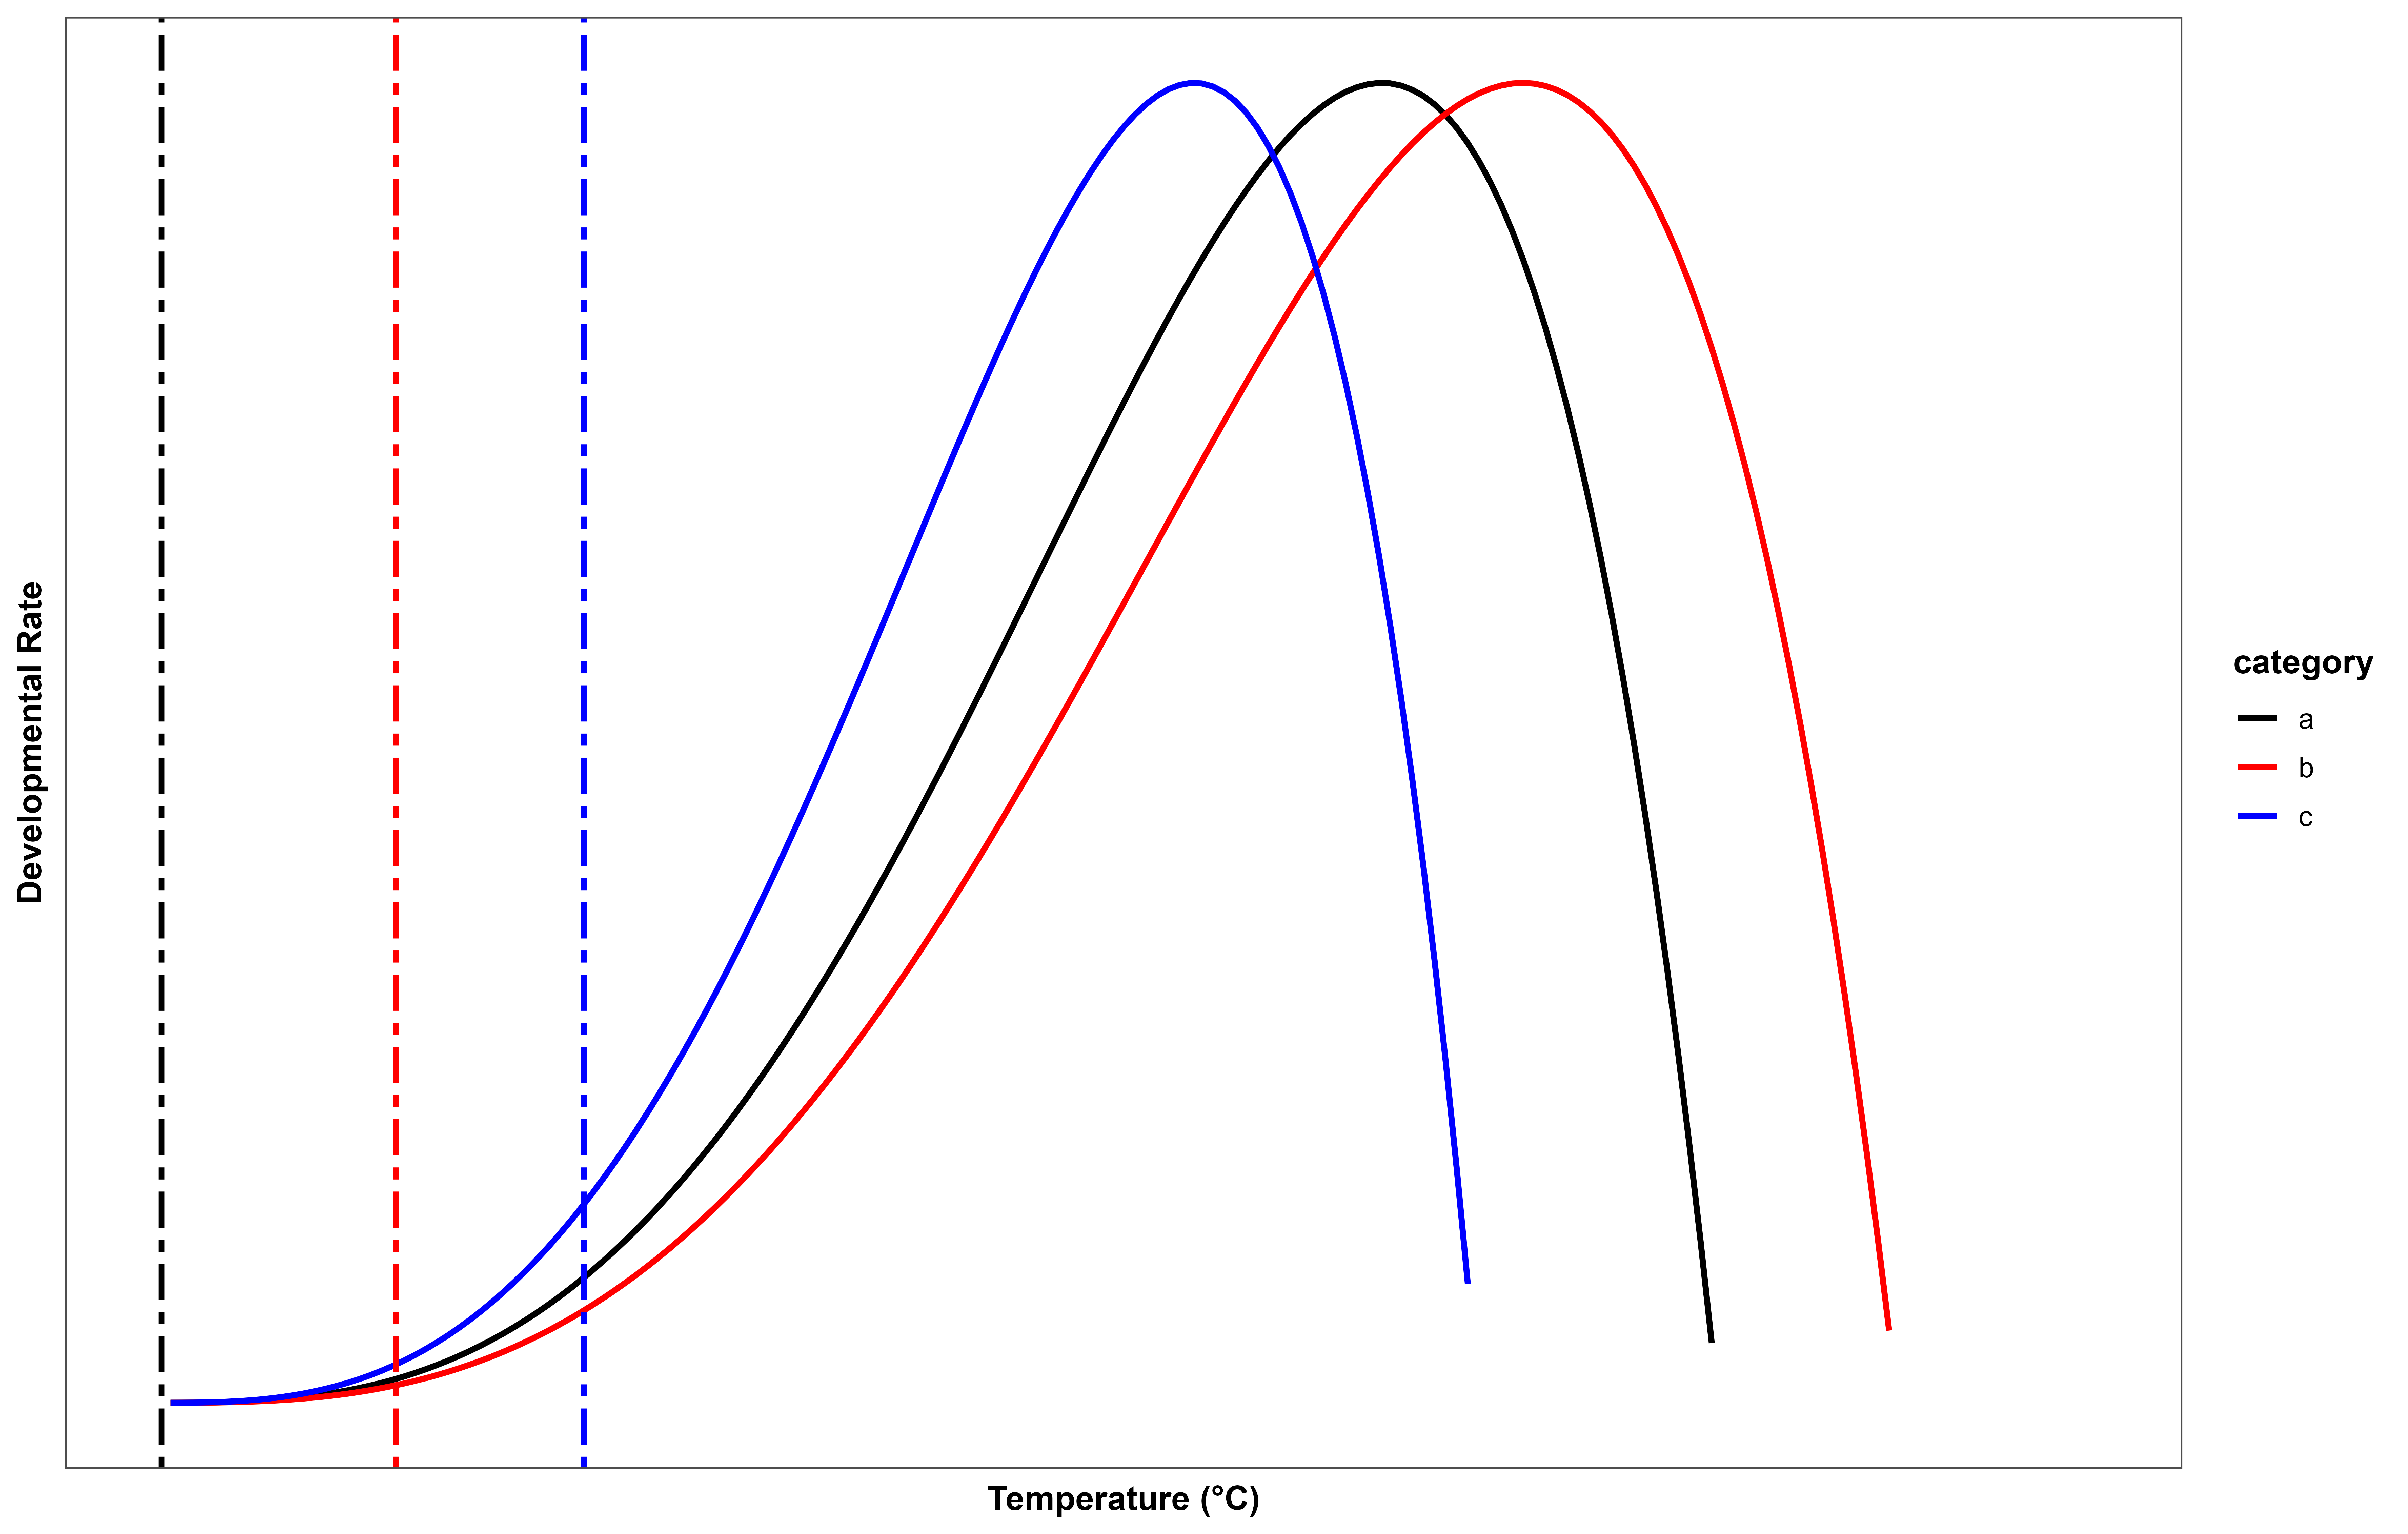 Developmental Rate
Temperature (°C)
category
a
b
c